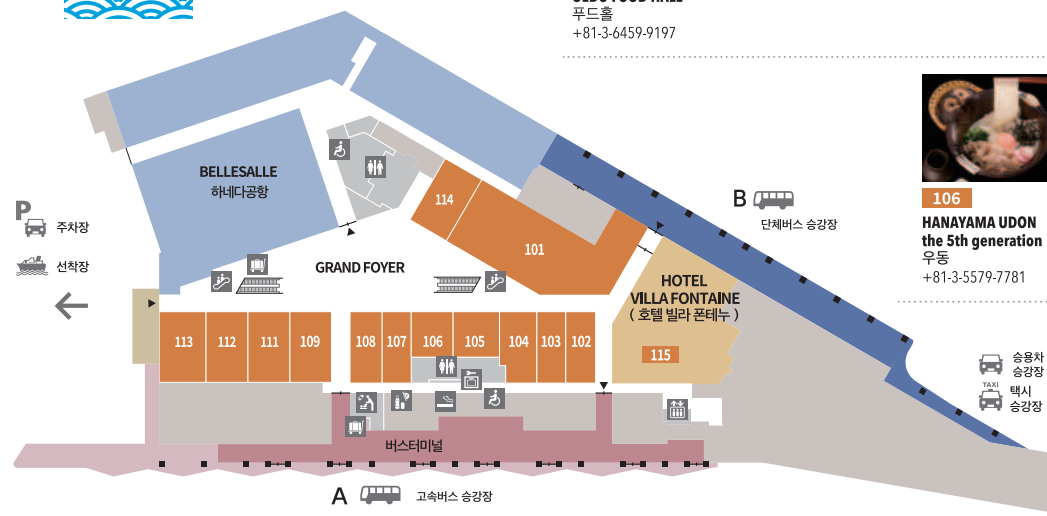 푸드홀
+81-3-6459-9197
106
HANAYAMA UDON
the 5th generation
우동
+81-3-5579-7781
BELLESALLE
하네다공항
P
주차장
선착장
GRAND FOYER
114
101
B
단체버스 승강장
HOTEL
VILLA FONTAINE
( 호텔 빌라 폰테누 )
115
113
112
111
109
108
107
106
105
104
103
102
승용차
승강장
TAXI
택시
승강장
버스터미널
A
고속버스 승강장